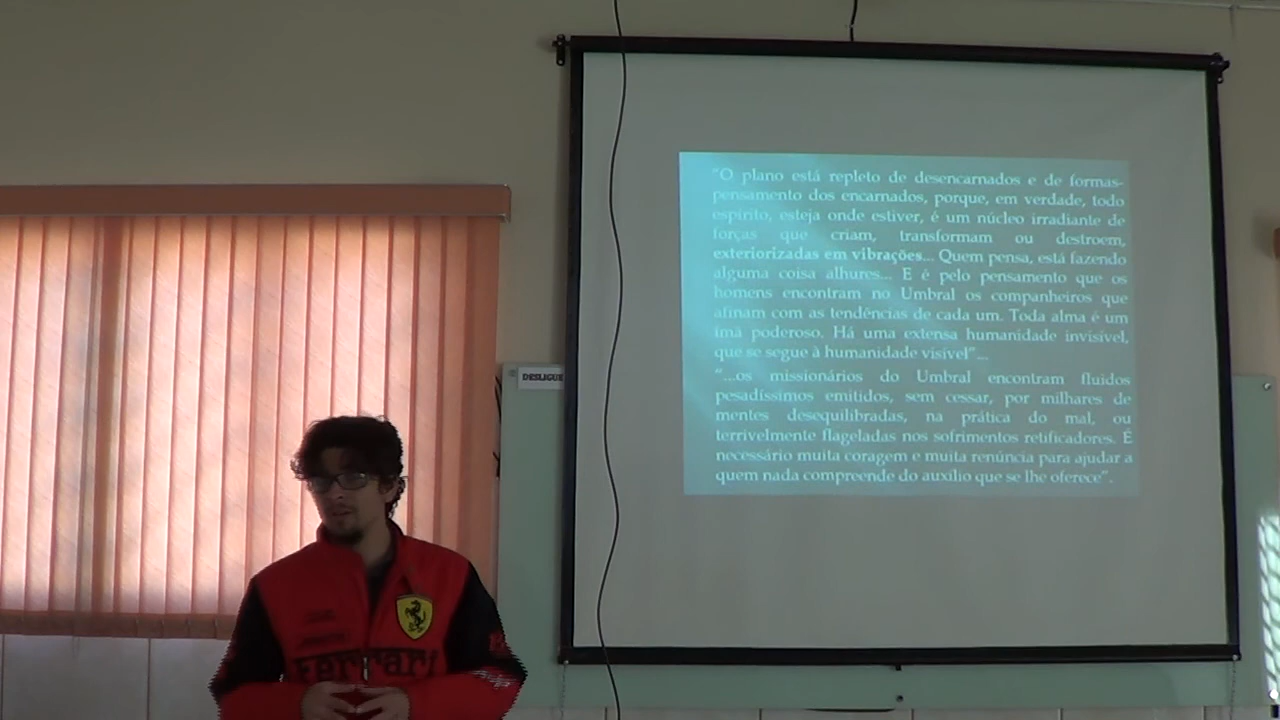 "O plano está repleto de desencarnados e de formas-
pensamento dos encarnados, porque, em verdade, todo
espírito, esteja onde estiver, é um núcleo irradiante de
forças que criam, transformam ou destroem,
exteriorizadas em vibrações... Quem pensa, está fazendo
alguma coisa alhures... E é pelo pensamento que os
homens encontram no Umbral os companheiros que
afinam com as tendências de cada um. Toda alma é um
ímã poderoso. Há uma extensa humanidade invisível,
que se segue à humanidade visível"...
"...os missionários do Umbral encontram fluidos
pesadíssimos emitidos, sem cessar, por milhares de
mentes desequilibradas, na prática do mal, ou
terrivelmente flageladas nos sofrimentos retificadores. É
necessário muita coragem e muita renúncia para ajudar a
quem nada compreende do auxílio que se lhe oferece".
DESLIGUE
Ferrari